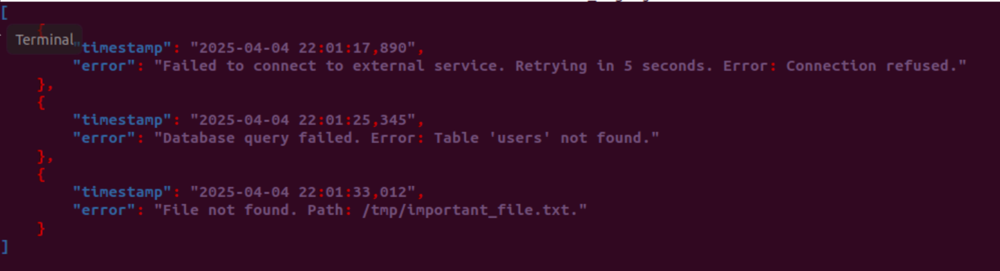 [
    {
Terminal
        "timestamp": "2025-04-04 22:01:17,890",
        "error": "Failed to connect to external service. Retrying in 5 seconds. Error: Connection refused."
    },
    {
        "timestamp": "2025-04-04 22:01:25,345",
        "error": "Database query failed. Error: Table 'users' not found."
    },
    {
        "timestamp": "2025-04-04 22:01:33,012",
        "error": "File not found. Path: /tmp/important_file.txt."
    }
]